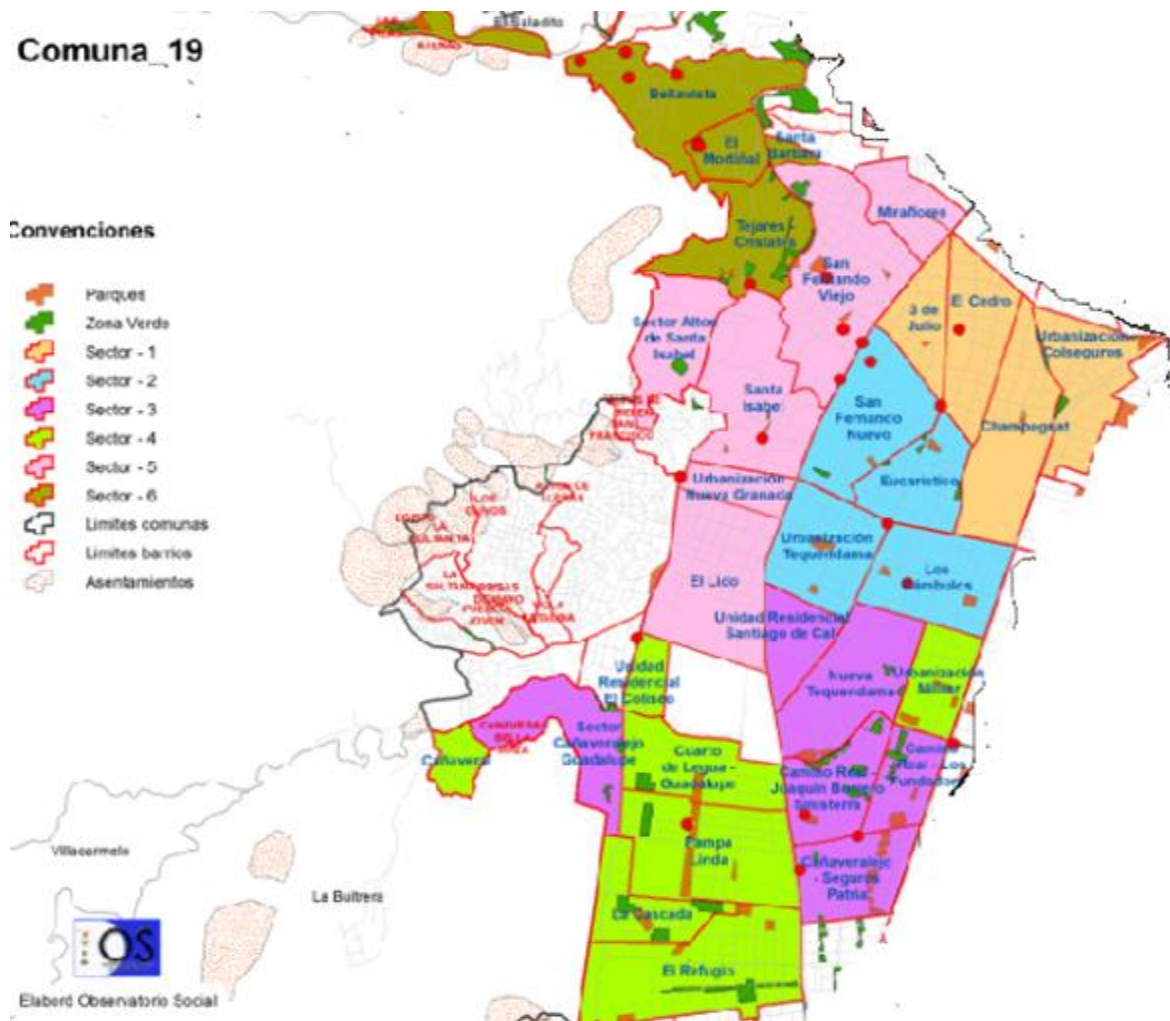 Comuna_19
El Saladito
Bellavista
El
Mortiñal
Santa
Barbara
Tejares -
Cristales
Mirañores
San
Fernando
Viejo
3 de
Julio
El Cedro
Urbanización
Colseguros
Champagnat
Sector Altos
de Santa
Isabel
Santa
Isabel
San
Fernanco
Nuevo
Eucarístico
Urbanización
Nueva Granada
Urbanización
Tequendama
Los
El Lido
Unidad Residencial
Santiago de Cali
Nueva
Tequendama
Urbanización
Militar
Unidad
Residencial
El Coliseo
Sector
Cañaveralejo
Guadalupe
Cañaveral
Cuarto
de Legua -
Guadalupe
Camino Real -
Joaquín Borrero
Sinisterra
Camino
Real - Los
Fundadores
Pampa
Linda
Cañaveralejo
- Seguros
Patria
La Cascada
El Refugio
Convenciones
Parques
Zona Verde
Sector - 1
Sector - 2
Sector - 3
Sector - 4
Sector - 5
Sector - 6
Limites comunas
Limites barrios
Asentamientos
Villacarmelo
La Buitrera
OS
Elaboró Observatorio Social